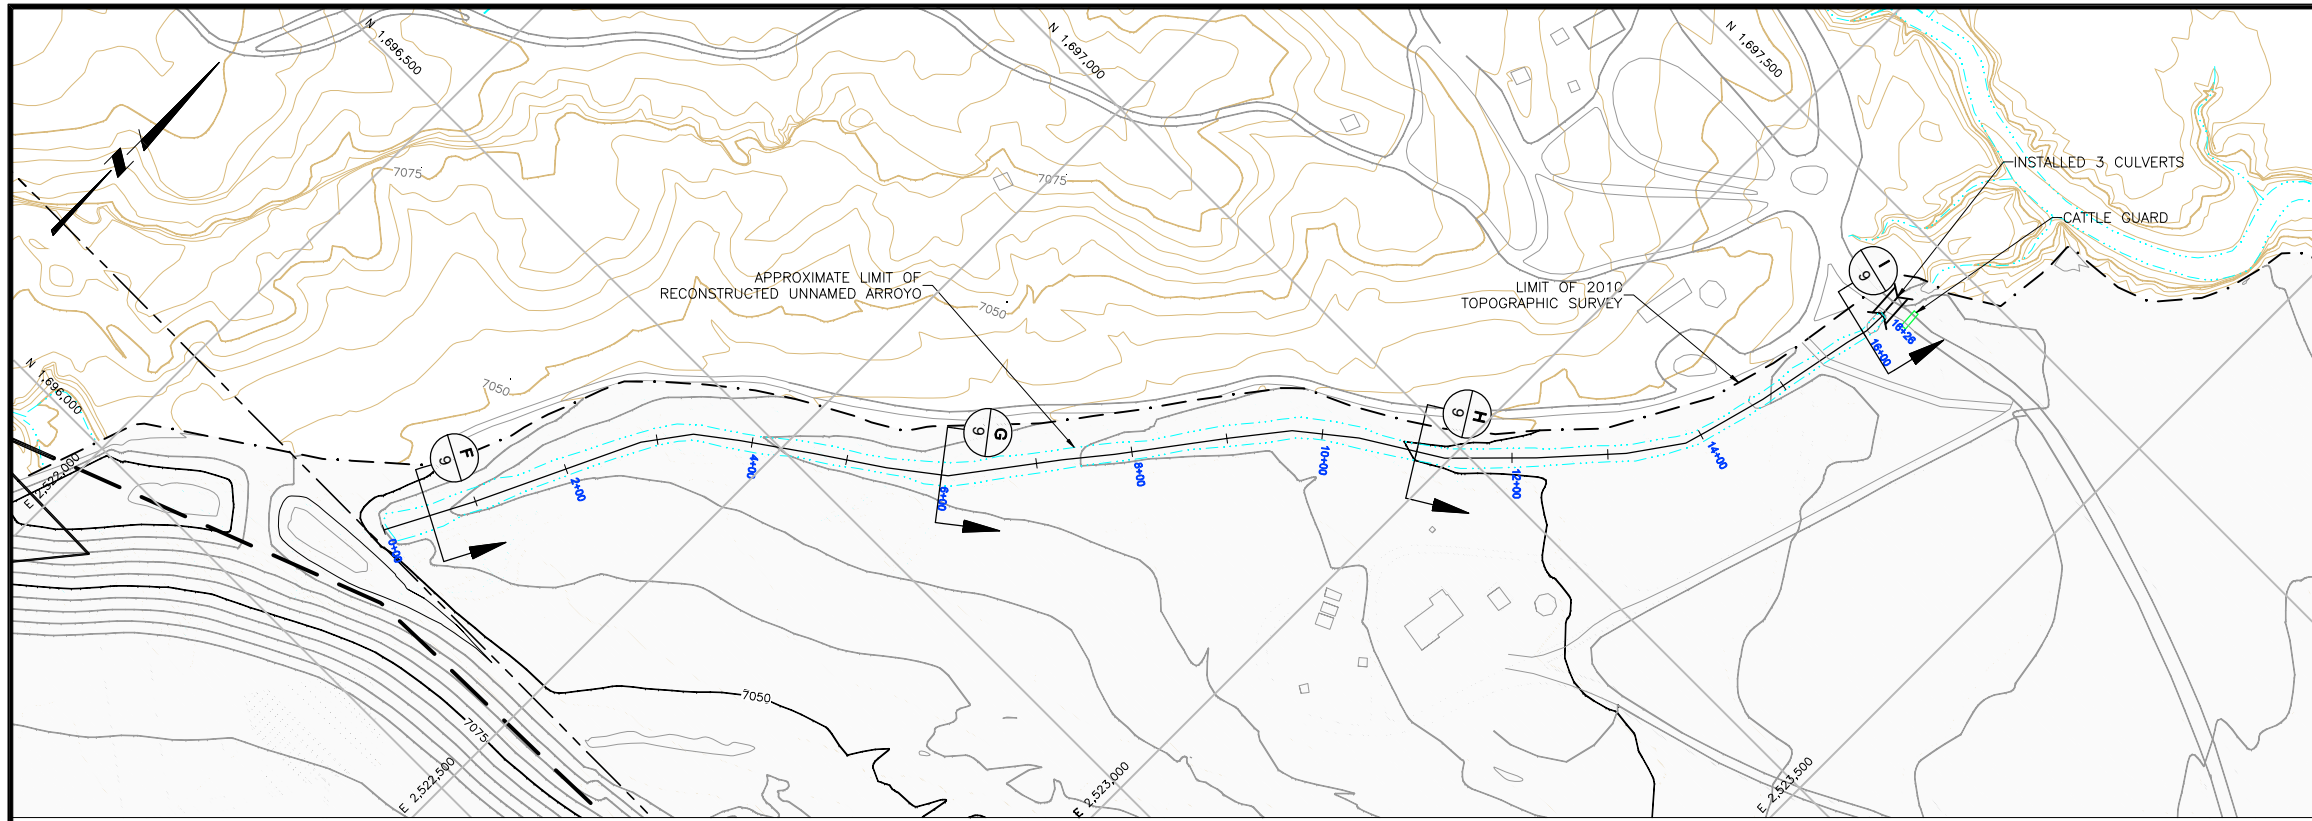 N 1,696,500
N 1,697,000
N 1,697,500
INSTALLED 3 CULVERTS
7075
7075
CATTLE GUARD
APPROXIMATE LIMIT OF
RECONSTRUCTED UNNAMED ARROYO
I
9
LIMIT OF 2010
TOPOGRAPHIC SURVEY
7050
16+26
16+00
N 1,696,000
7050
H
9
G
9
F
9
E 2,522,000
0+00
2+00
4+00
6+00
8+00
10+00
12+00
14+00
7050
7075
E 2,522,500
E 2,523,000
E 2,523,500